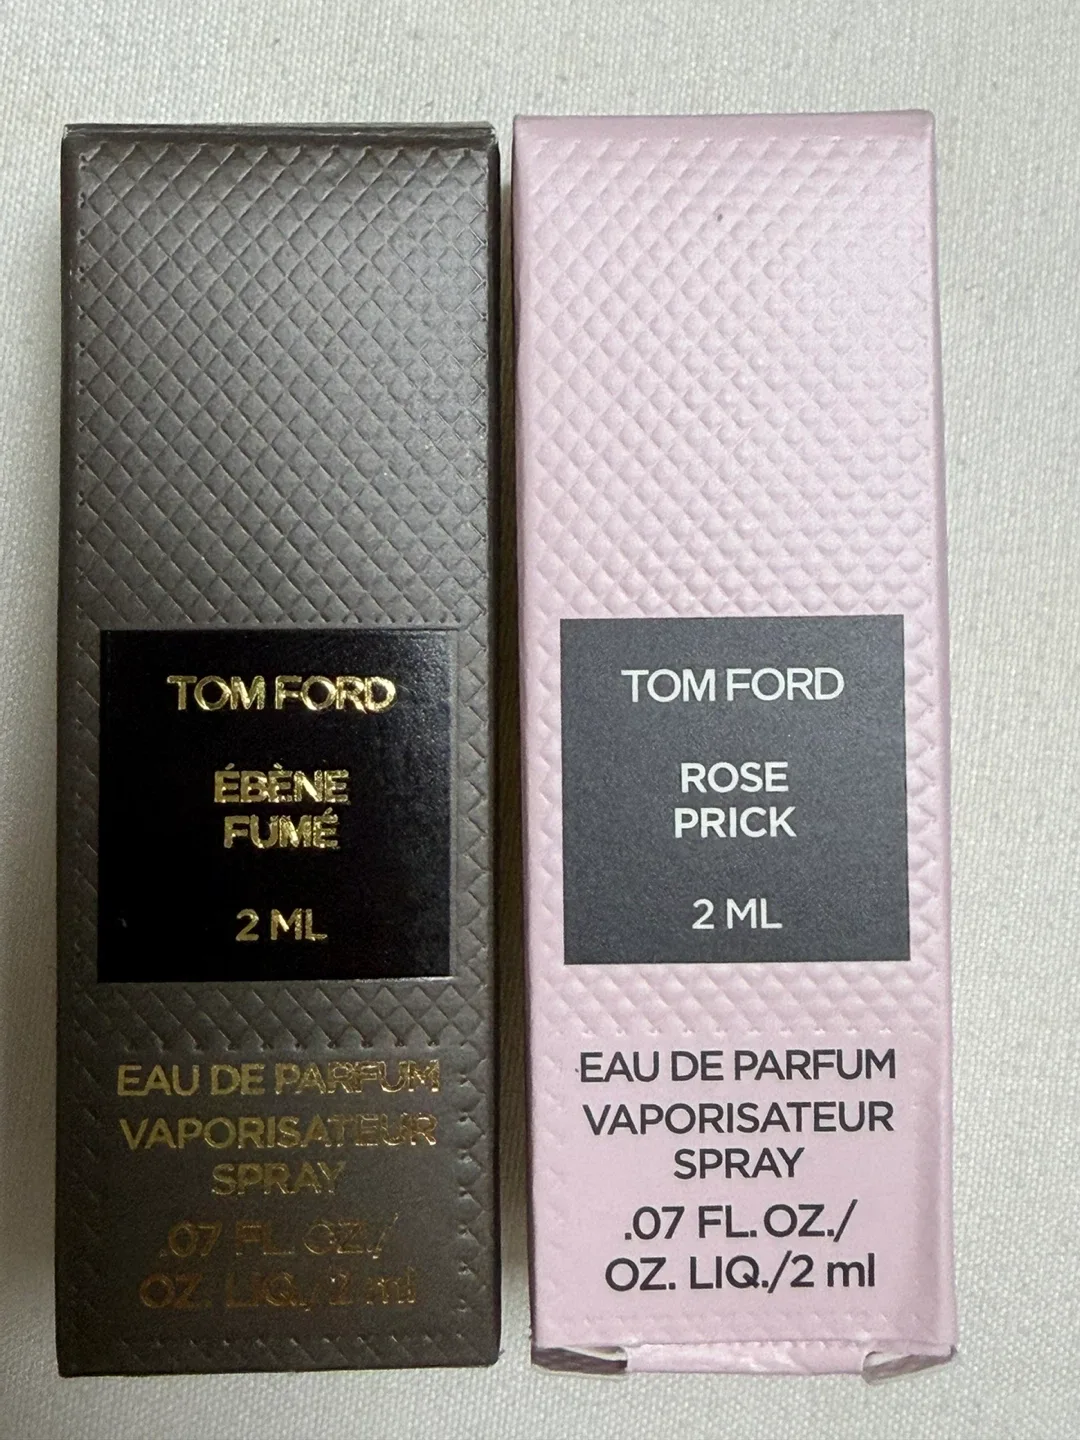 TOM FORD
ÉBÈNE
FUMÉ
2 ML
EAU DE PARFUM
VAPORISATEUR
SPRAY
.07 FL. OZ./
OZ. LIQ./2 ml
TOM FORD
ROSE
PRICK
2 ML
EAU DE PARFUM
VAPORISATEUR
SPRAY
.07 FL. OZ./
OZ. LIQ./2 ml